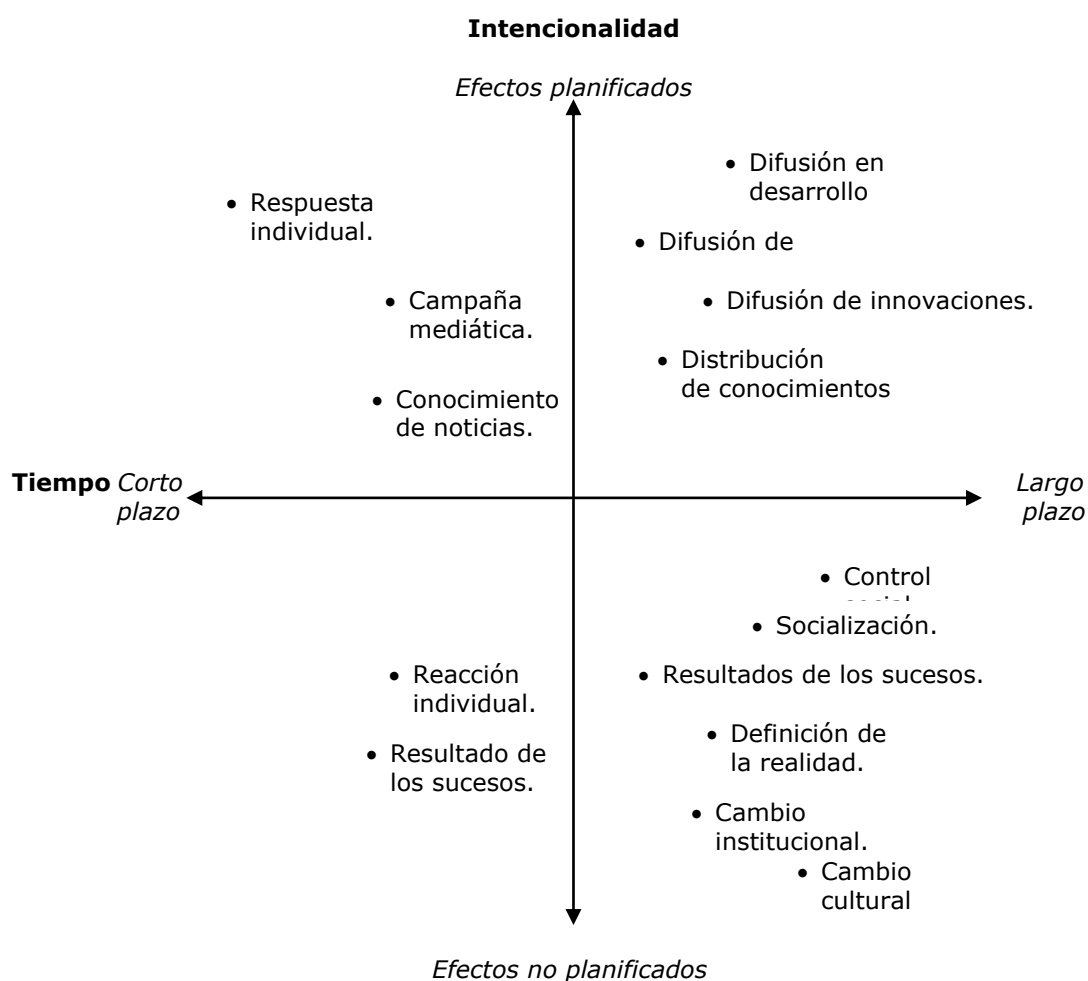 Intencionalidad
Efectos planificados
• Difusión en
desarrollo
• Respuesta
individual.
• Difusión de
• Campaña
mediática.
• Difusión de innovaciones.
• Distribución
de conocimientos
• Conocimiento
de noticias.
Tiempo Corto
plazo
Largo
plazo
• Control
• Socialización.
• Reacción
individual.
• Resultados de los sucesos.
• Definición de
la realidad.
• Resultado de
los sucesos.
• Cambio
institucional.
• Cambio
cultural
Efectos no planificados